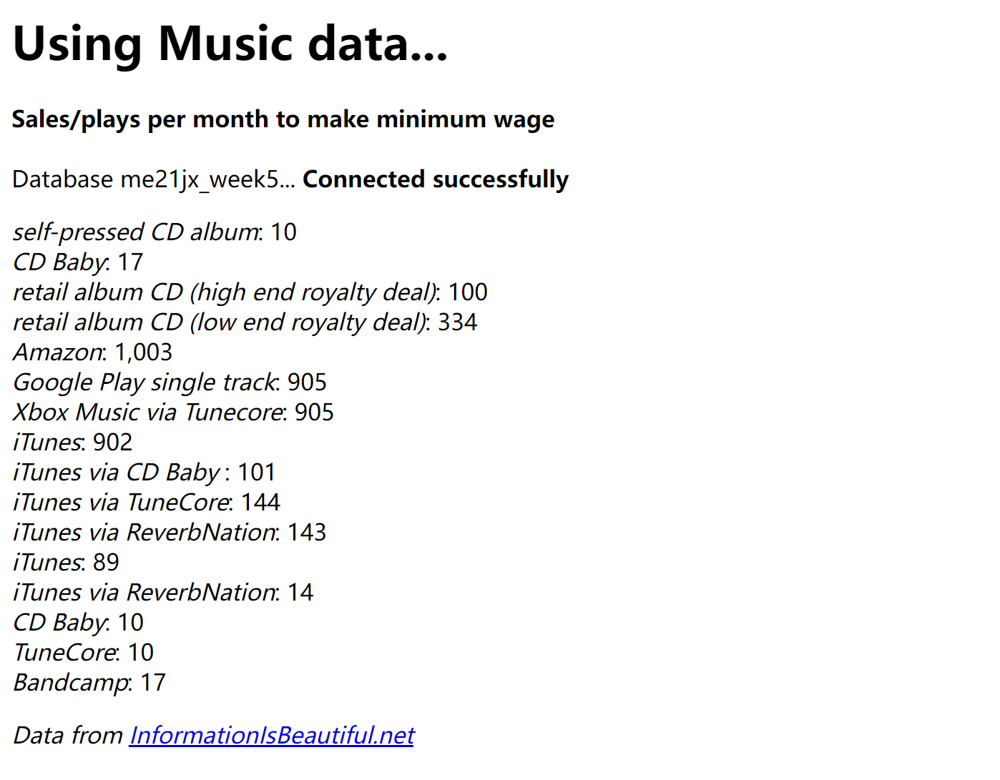 Using Music data...
Sales/plays per month to make minimum wage
Database me21jx_week5... Connected successfully
self-pressed CD album: 10
CD Baby: 17
retail album CD (high end royalty deal): 100
retail album CD (low end royalty deal): 334
Amazon: 1,003
Google Play single track: 905
Xbox Music via Tunecore: 905
iTunes: 902
iTunes via CD Baby : 101
iTunes via TuneCore: 144
iTunes via ReverbNation: 143
iTunes: 89
iTunes via ReverbNation: 14
CD Baby: 10
TuneCore: 10
Bandcamp: 17
Data from InformationIsBeautiful.net